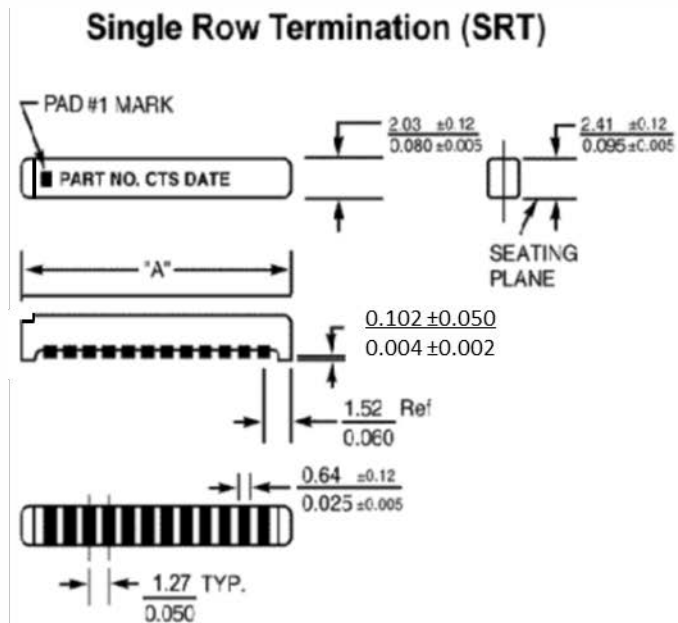 Single Row Termination (SRT)
PAD #1 MARK
2.03 ±0.12
0.080 ±0.005
2.41 ±0.12
0.095 ±0.005
PART NO. CTS DATE
SEATING
PLANE
"A"
0.102 ±0.050
0.004 ±0.002
1.52 Ref
0.060
0.64 ±0.12
0.025 ±0.005
1.27 TYP.
0.050